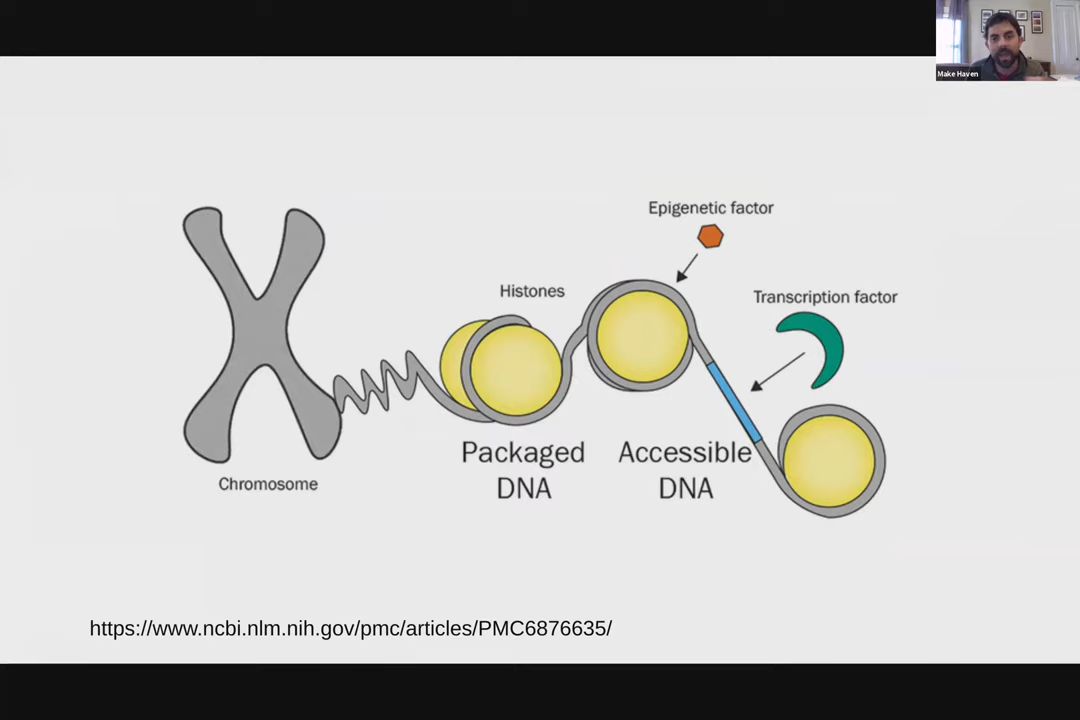 Make Haven
Epigenetic factor
Histones
Transcription factor
Packaged
DNA
Accessible
DNA
Chromosome
https://www.ncbi.nlm.nih.gov/pmc/articles/PMC6876635/